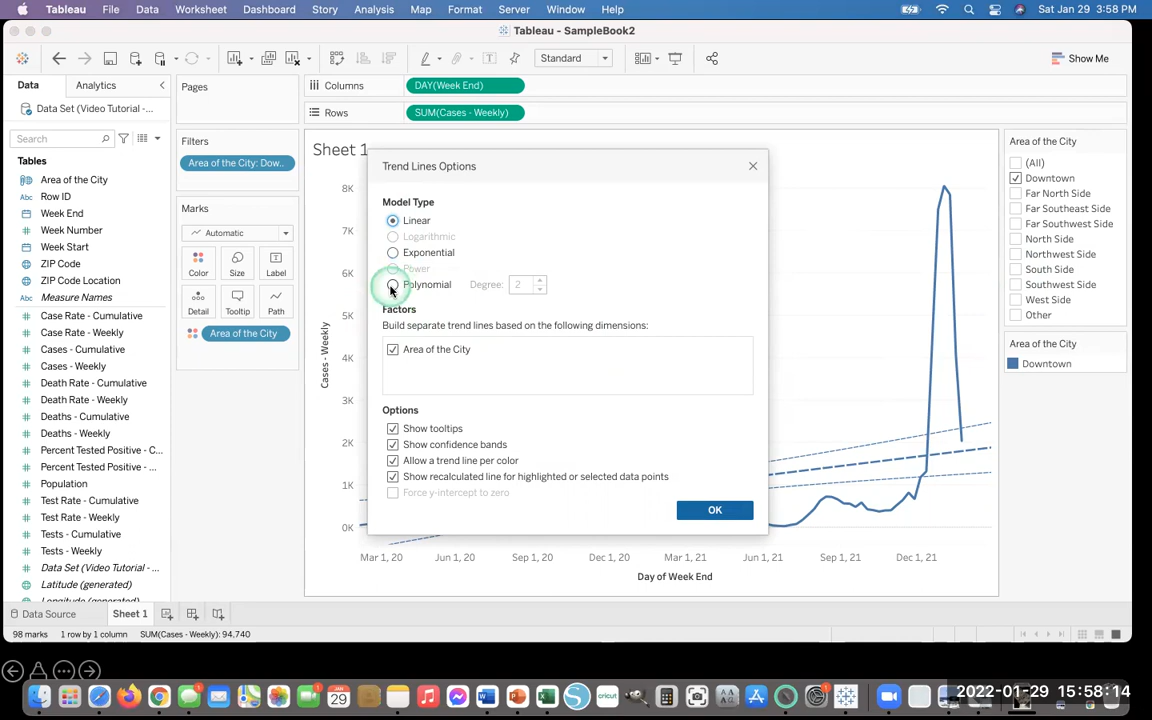 Tableau File Data Worksheet Dashboard Story Analysis Map Format Server Window Help Sat Jan 29 3:58 PM
Tableau - SampleBook2
Standard Show Me
Data Analytics Pages Columns DAY(Week End)
Data Set (Video Tutorial -...
Rows SUM(Cases - Weekly)
Search
Filters
Area of the City: Dow..
Tables
Area of the City
Row ID
Week End
Week Number
Week Start
ZIP Code
ZIP Code Location
Measure Names
Case Rate - Cumulative
Case Rate - Weekly
Cases - Cumulative
Cases - Weekly
Death Rate - Cumulative
Death Rate - Weekly
Deaths - Cumulative
Deaths - Weekly
Percent Tested Positive - C...
Percent Tested Positive - ...
Population
Test Rate - Cumulative
Test Rate - Weekly
Tests - Cumulative
Tests - Weekly
Data Set (Video Tutorial - ...
Latitude (generated)
Longitude (generated)
Marks
Automatic
Color Size Label
Detail Tooltip Path
Area of the City
Sheet 1
8K
7K
6K
5K
4K
3K
2K
1K
0K
Cases - Weekly
Mar 1, 20 Jun 1, 20 Sep 1, 20 Dec 1, 20 Mar 1, 21 Jun 1, 21 Sep 1, 21 Dec 1, 21
Day of Week End
Trend Lines Options
Model Type
Linear
Logarithmic
Exponential
Power
Polynomial Degree: 2
Factors
Build separate trend lines based on the following dimensions:
Area of the City
Options
Show tooltips
Show confidence bands
Allow a trend line per color
Show recalculated line for highlighted or selected data points
Force y-intercept to zero
OK
Area of the City
(All)
Downtown
Far North Side
Far Southeast Side
Far Southwest Side
North Side
Northwest Side
South Side
Southwest Side
West Side
Other
Area of the City
Downtown
Data Source Sheet 1
98 marks 1 row by 1 column SUM(Cases - Weekly): 94,740
2022-01-29 15:58:14